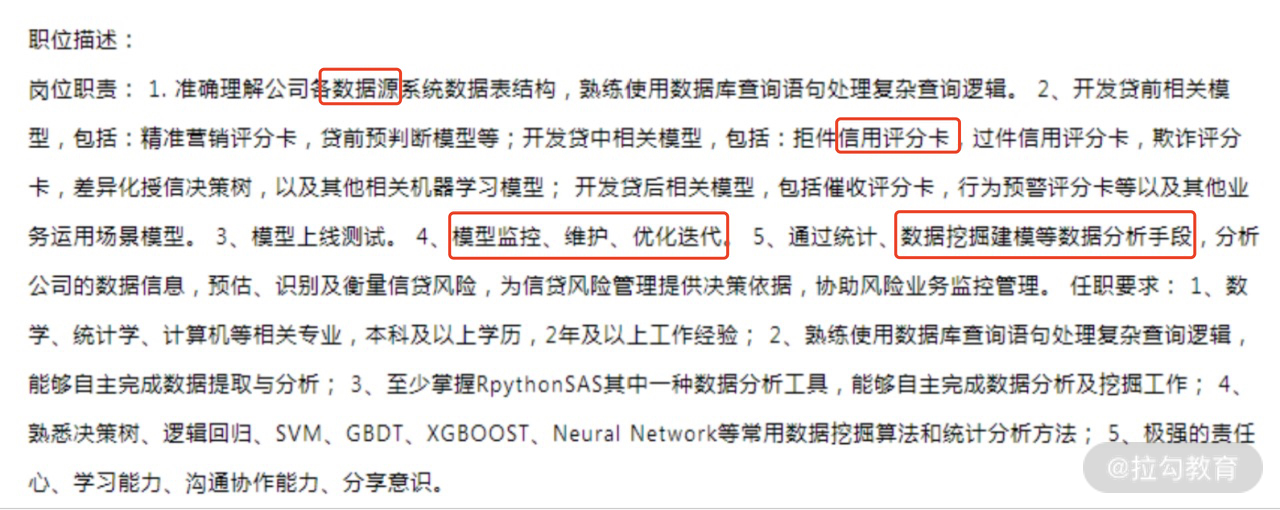 职位描述：
岗位职责： 1. 准确理解公司各数据源系统数据表结构，熟练使用数据库查询语句处理复杂查询逻辑。 2、开发贷前相关模
型，包括：精准营销评分卡，贷前预判断模型等；开发贷中相关模型，包括：拒件信用评分卡，过件信用评分卡，欺诈评分
卡，差异化授信决策树，以及其他相关机器学习模型； 开发贷后相关模型，包括催收评分卡，行为预警评分卡等以及其他业
务运用场景模型。 3、模型上线测试。 4、模型监控、维护、优化迭代。 5、通过统计、数据挖掘建模等数据分析手段，分析
公司的数据信息，预估、识别及衡量信贷风险，为信贷风险管理提供决策依据，协助风险业务监控管理。 任职要求： 1、数
学、统计学、计算机等相关专业，本科及以上学历，2年及以上工作经验； 2、熟练使用数据库查询语句处理复杂查询逻辑，
能够自主完成数据提取与分析； 3、至少掌握RpythonSAS其中一种数据分析工具，能够自主完成数据分析及挖掘工作； 4、
熟悉决策树、逻辑回归、SVM、GBDT、XGBOOST、Neural Network等常用数据挖掘算法和统计分析方法； 5、极强的责任
心、学习能力、沟通协作能力、分享意识。
@拉勾教育